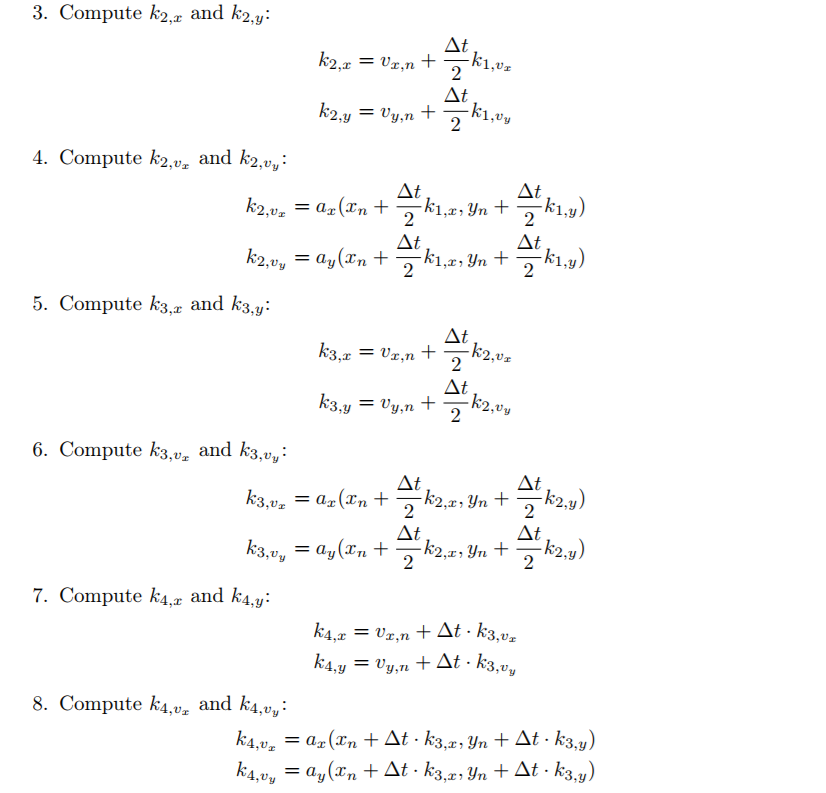 3. Compute $k_{2,x}$ and $k_{2,y}$:
$k_{2,x} = v_{x,n} + \frac{\Delta t}{2} k_{1,v_x}$
$k_{2,y} = v_{y,n} + \frac{\Delta t}{2} k_{1,v_y}$
4. Compute $k_{2,v_x}$ and $k_{2,v_y}$:
$k_{2,v_x} = a_x(x_n + \frac{\Delta t}{2} k_{1,x}, y_n + \frac{\Delta t}{2} k_{1,y})$
$k_{2,v_y} = a_y(x_n + \frac{\Delta t}{2} k_{1,x}, y_n + \frac{\Delta t}{2} k_{1,y})$
5. Compute $k_{3,x}$ and $k_{3,y}$:
$k_{3,x} = v_{x,n} + \frac{\Delta t}{2} k_{2,v_x}$
$k_{3,y} = v_{y,n} + \frac{\Delta t}{2} k_{2,v_y}$
6. Compute $k_{3,v_x}$ and $k_{3,v_y}$:
$k_{3,v_x} = a_x(x_n + \frac{\Delta t}{2} k_{2,x}, y_n + \frac{\Delta t}{2} k_{2,y})$
$k_{3,v_y} = a_y(x_n + \frac{\Delta t}{2} k_{2,x}, y_n + \frac{\Delta t}{2} k_{2,y})$
7. Compute $k_{4,x}$ and $k_{4,y}$:
$k_{4,x} = v_{x,n} + \Delta t \cdot k_{3,v_x}$
$k_{4,y} = v_{y,n} + \Delta t \cdot k_{3,v_y}$
8. Compute $k_{4,v_x}$ and $k_{4,v_y}$:
$k_{4,v_x} = a_x(x_n + \Delta t \cdot k_{3,x}, y_n + \Delta t \cdot k_{3,y})$
$k_{4,v_y} = a_y(x_n + \Delta t \cdot k_{3,x}, y_n + \Delta t \cdot k_{3,y})$